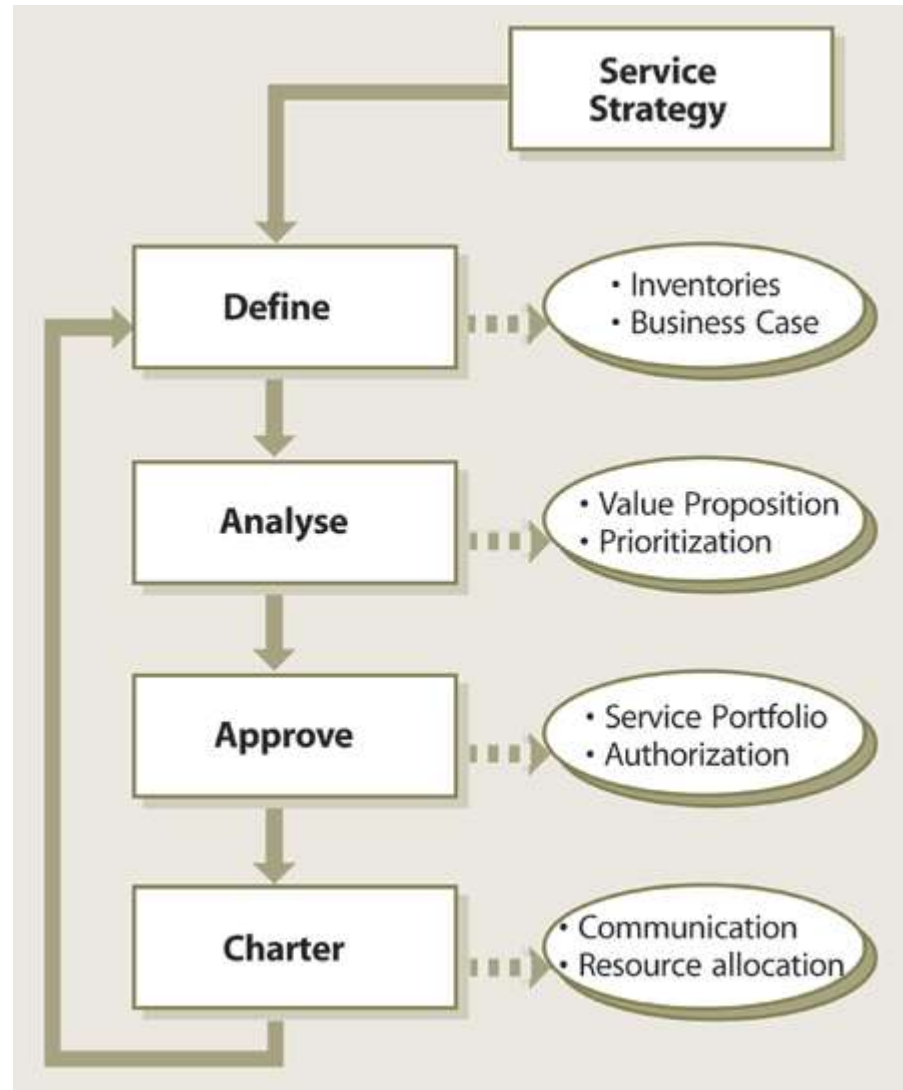 Service
Strategy
Define
• Inventories
• Business Case
Analyse
• Value Proposition
• Prioritization
Approve
• Service Portfolio
• Authorization
Charter
• Communication
• Resource allocation